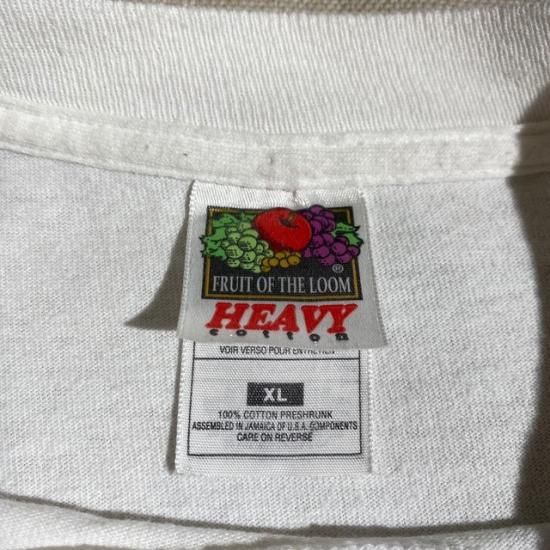 ®
FRUIT OF THE LOOM
HEAVY
cotton
VOIR VERSO POUR ENTRETIEN
XL
100% COTTON PRESHRUNK
ASSEMBLED IN JAMAICA OF U.S.A. COMPONENTS
CARE ON REVERSE